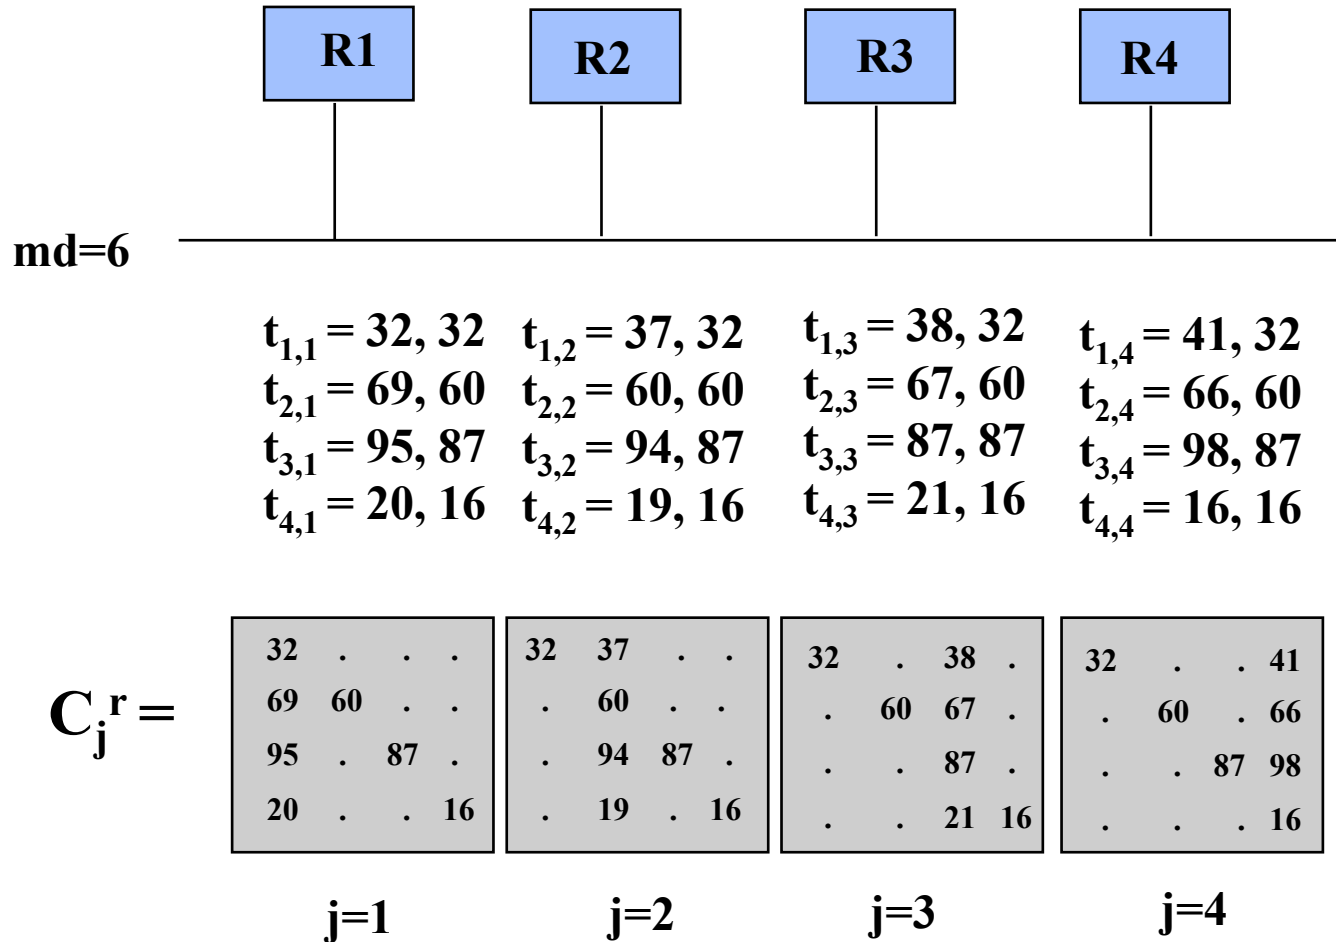 R1 R2 R3 R4
md=6
t1,1 = 32, 32 t1,2 = 37, 32 t1,3 = 38, 32 t1,4 = 41, 32
t2,1 = 69, 60 t2,2 = 60, 60 t2,3 = 67, 60 t2,4 = 66, 60
t3,1 = 95, 87 t3,2 = 94, 87 t3,3 = 87, 87 t3,4 = 98, 87
t4,1 = 20, 16 t4,2 = 19, 16 t4,3 = 21, 16 t4,4 = 16, 16
Cj r =
32 . . . 32 37 . . 32 . 38 . 32 . . 41
69 60 . . . 60 . . . 60 67 . . 60 . 66
95 . 87 . . 94 87 . . . 87 . . . 87 98
20 . . 16 . 19 . 16 . . 21 16 . . . 16
j=1 j=2 j=3 j=4